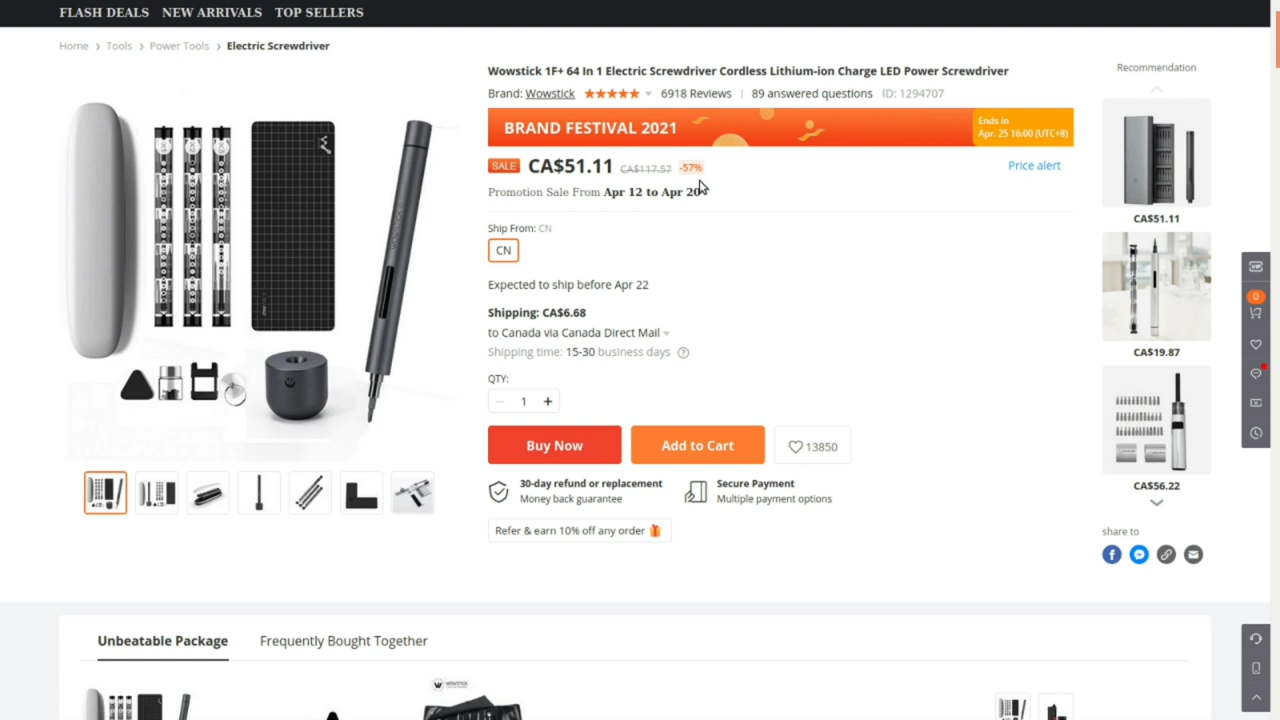 FLASH DEALS NEW ARRIVALS TOP SELLERS
Home › Tools › Power Tools › Electric Screwdriver
Wowstick 1F+ 64 In 1 Electric Screwdriver Cordless Lithium-ion Charge LED Power Screwdriver
Brand: Wowstick 6918 Reviews | 89 answered questions ID: 1294707
BRAND FESTIVAL 2021
Ends in
Apr. 25 16:00 (UTC+8)
SALE CA$51.11 CA$117.57 -57%
Price alert
Promotion Sale From Apr 12 to Apr 20
Ship From: CN
CN
Expected to ship before Apr 22
Shipping: CA$6.68
to Canada via Canada Direct Mail
Shipping time: 15-30 business days ?
QTY:
− 1 +
Buy Now Add to Cart 13850
30-day refund or replacement
Money back guarantee
Secure Payment
Multiple payment options
Refer & earn 10% off any order
Recommendation
CA$51.11
CA$19.87
CA$56.22
share to
VIP
0
Unbeatable Package Frequently Bought Together
WOWSTICK